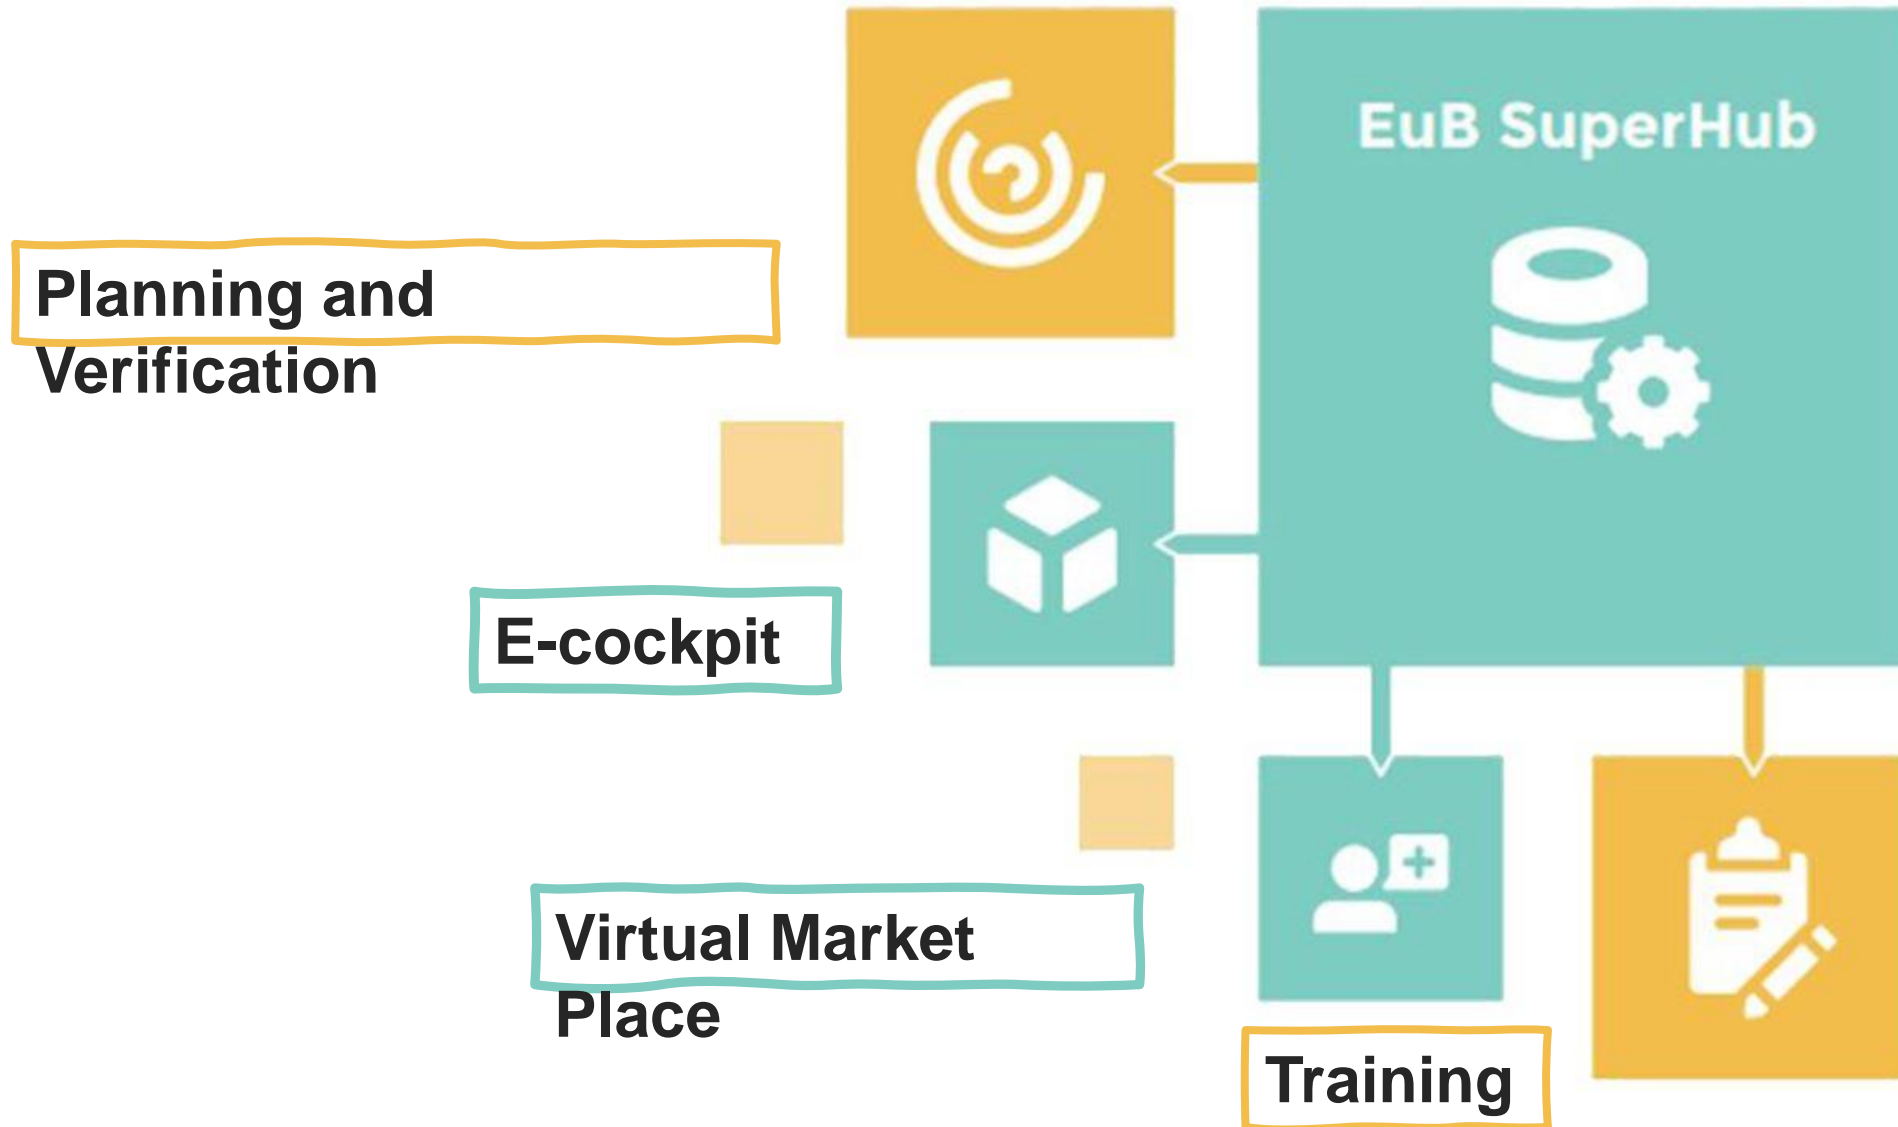 EuB SuperHub
Planning and
Verification
E-cockpit
Virtual Market
Place
Training